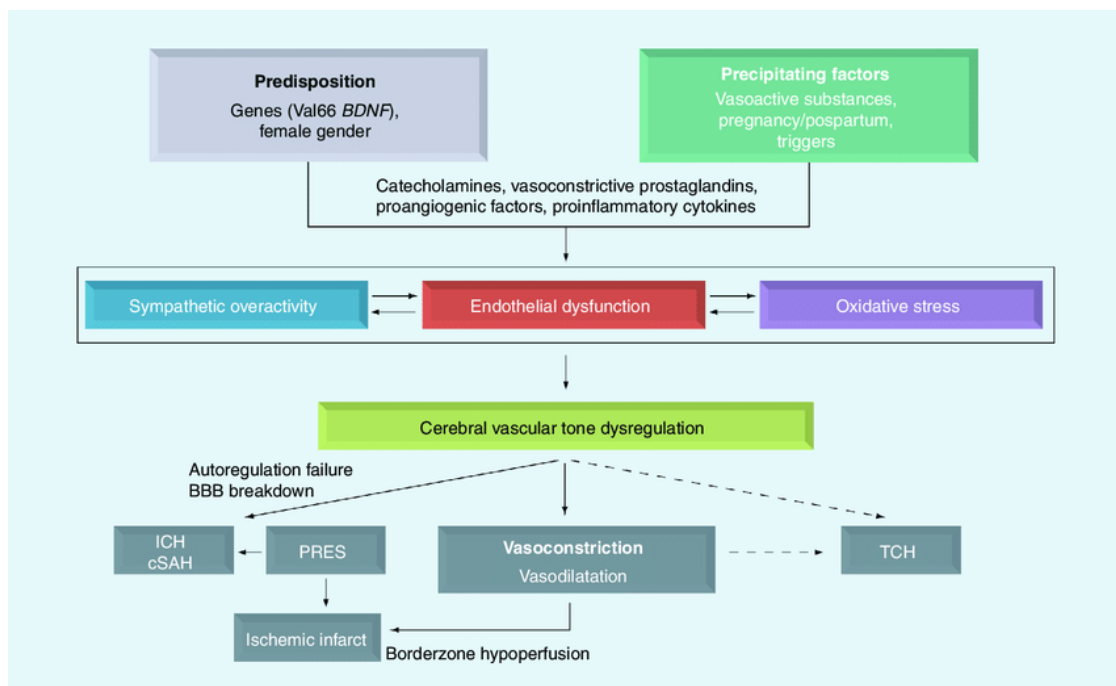 Predisposition
Genes (Val66 BDNF),
female gender
Precipitating factors
Vasoactive substances,
pregnancy/pospartum,
triggers
Catecholamines, vasoconstrictive prostaglandins,
proangiogenic factors, proinflammatory cytokines
Sympathetic overactivity
Endothelial dysfunction
Oxidative stress
Cerebral vascular tone dysregulation
Autoregulation failure
BBB breakdown
ICH
cSAH
PRES
Vasoconstriction
Vasodilatation
TCH
Ischemic infarct
Borderzone hypoperfusion